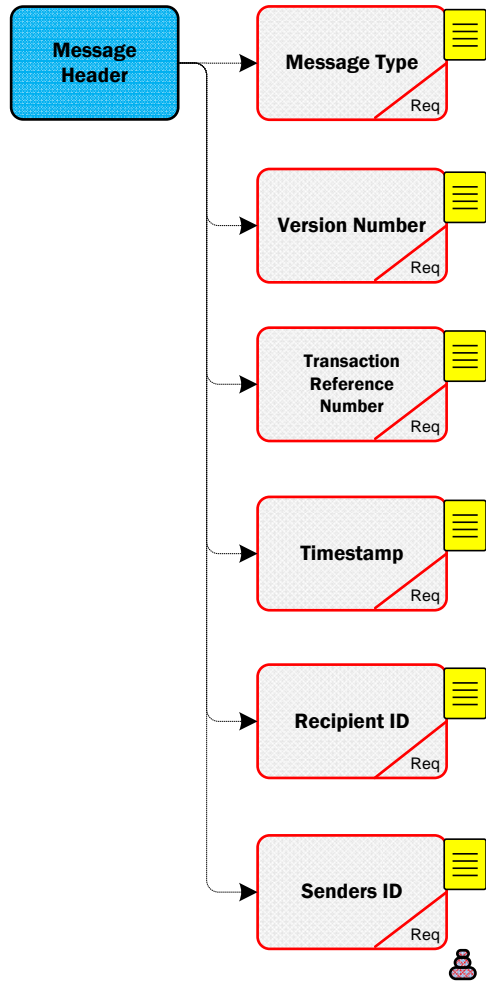 Message
Header
Message Type
Req
Version Number
Req
Transaction
Reference
Number
Req
Timestamp
Req
Recipient ID
Req
Senders ID
Req